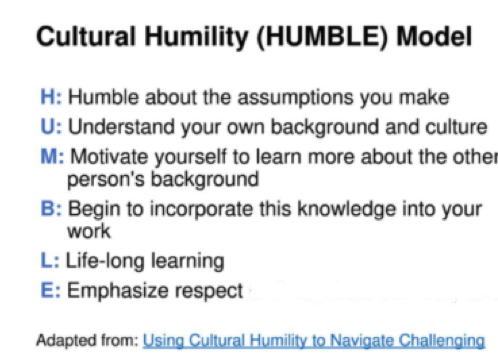 Cultural Humility (HUMBLE) Model
H: Humble about the assumptions you make
U: Understand your own background and culture
M: Motivate yourself to learn more about the other
person's background
B: Begin to incorporate this knowledge into your
work
L: Life-long learning
E: Emphasize respect
Adapted from: Using Cultural Humility to Navigate Challenging